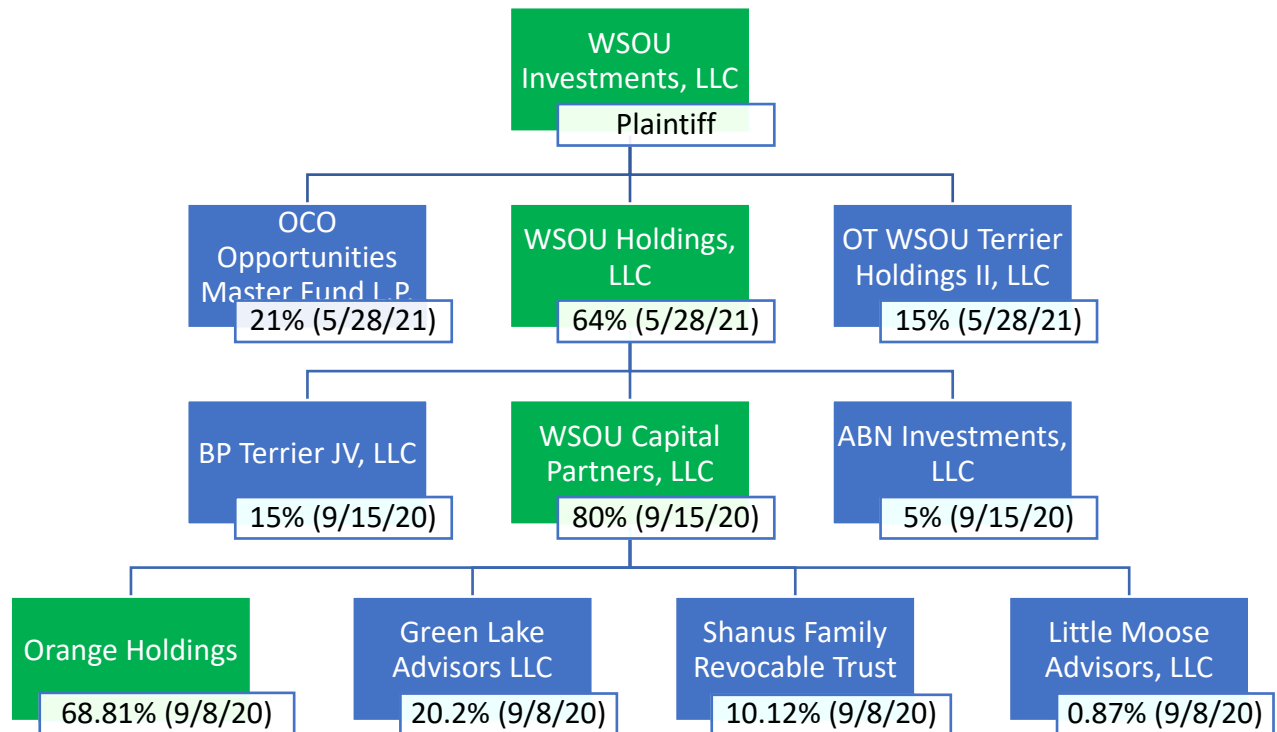 WSOU
Investments, LLC
Plaintiff
OCO
Opportunities
Master Fund L.P.
21% (5/28/21)
WSOU Holdings,
LLC
64% (5/28/21)
OT WSOU Terrier
Holdings II, LLC
15% (5/28/21)
BP Terrier JV, LLC
15% (9/15/20)
WSOU Capital
Partners, LLC
80% (9/15/20)
ABN Investments,
LLC
5% (9/15/20)
Orange Holdings
68.81% (9/8/20)
Green Lake
Advisors LLC
20.2% (9/8/20)
Shanus Family
Revocable Trust
10.12% (9/8/20)
Little Moose
Advisors, LLC
0.87% (9/8/20)